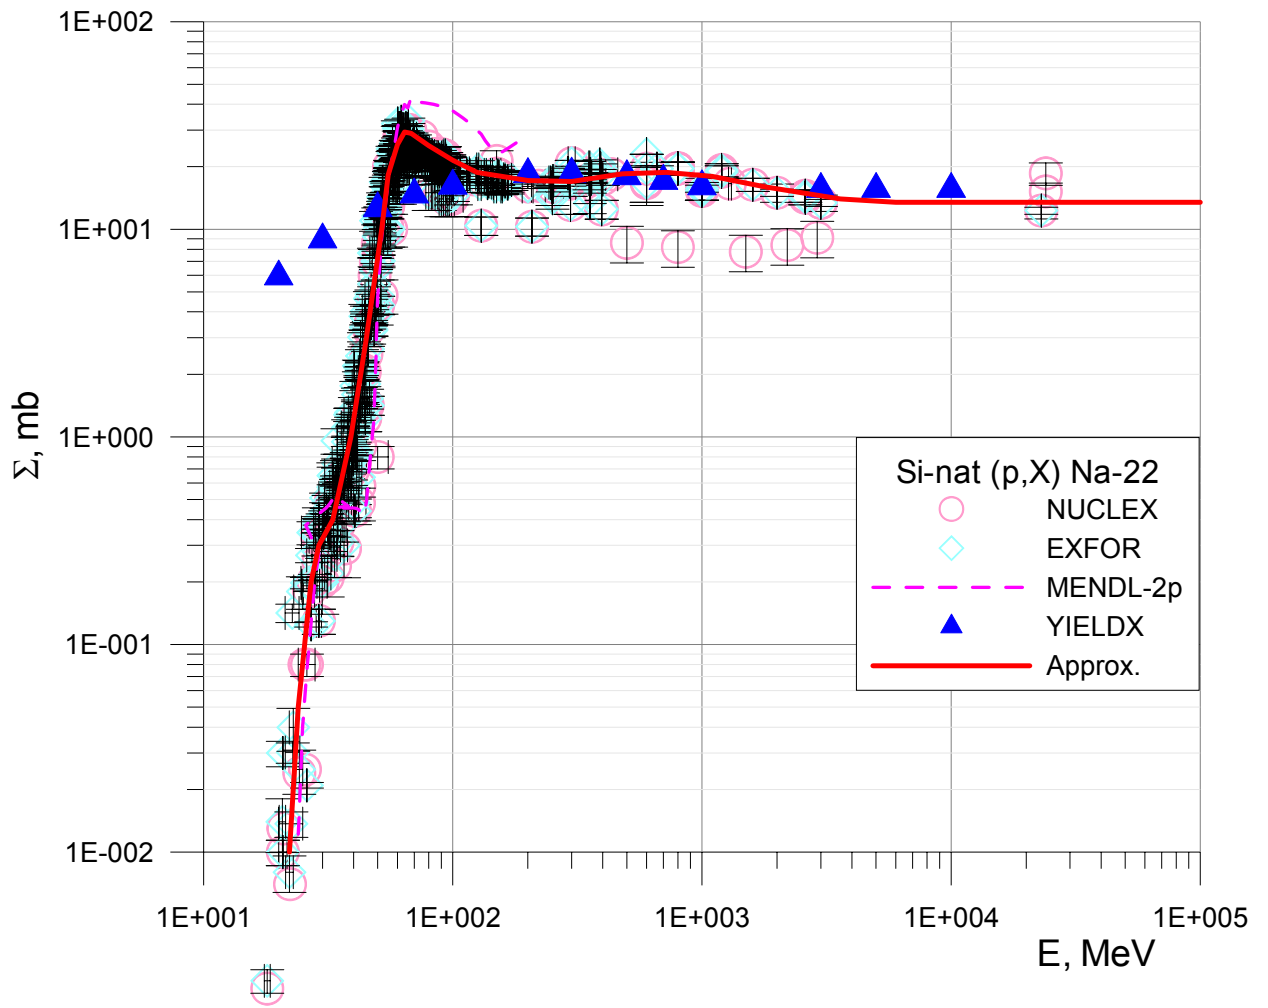 1E+002
1E+001
1E+000
1E-001
1E-002
Σ, mb
Si-nat (p,X) Na-22
NUCLEX
EXFOR
MENDL-2p
YIELDX
Approx.
1E+001 1E+002 1E+003 1E+004 1E+005
E, MeV